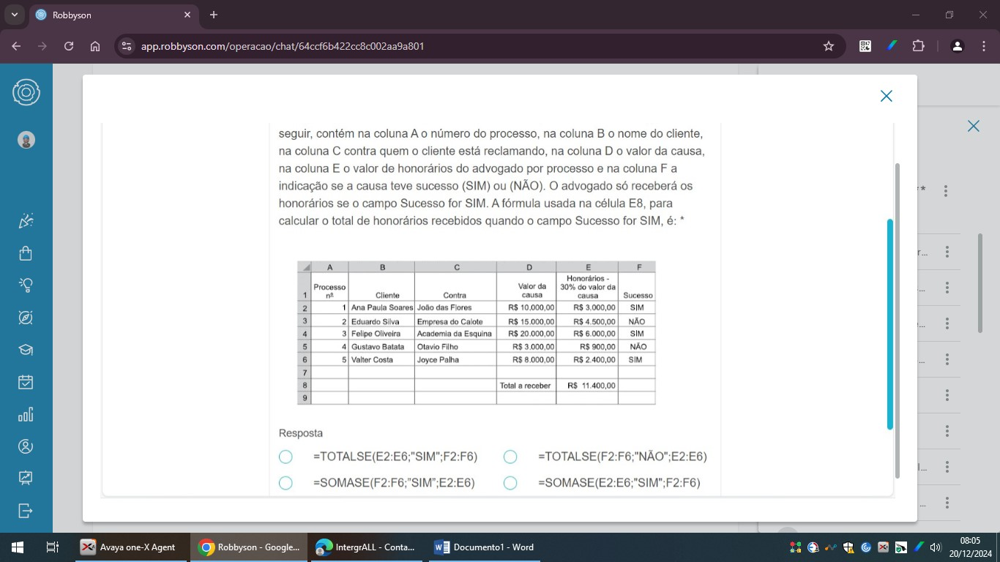 Robbyson
app.robbyson.com/operacao/chat/64ccf6b422cc8c002aa9a801
seguir, contém na coluna A o número do processo, na coluna B o nome do cliente,
na coluna C contra quem o cliente está reclamando, na coluna D o valor da causa,
na coluna E o valor de honorários do advogado por processo e na coluna F a
indicação se a causa teve sucesso (SIM) ou (NÃO). O advogado só receberá os
honorários se o campo Sucesso for SIM. A fórmula usada na célula E8, para
calcular o total de honorários recebidos quando o campo Sucesso for SIM, é: *
A B C D E F
1 Processo nº Cliente Contra Valor da causa Honorários - 30% do valor da causa Sucesso
2 1 Ana Paula Soares João das Flores R$ 10.000,00 R$ 3.000,00 SIM
3 2 Eduardo Silva Empresa do Calote R$ 15.000,00 R$ 4.500,00 NÃO
4 3 Felipe Oliveira Academia da Esquina R$ 20.000,00 R$ 6.000,00 SIM
5 4 Gustavo Batata Otavio Filho R$ 3.000,00 R$ 900,00 NÃO
6 5 Valter Costa Joyce Palha R$ 8.000,00 R$ 2.400,00 SIM
7
8 Total a receber R$ 11.400,00
9
Resposta
=TOTALSE(E2:E6;"SIM";F2:F6) =TOTALSE(F2:F6;"NÃO";E2:E6)
=SOMASE(F2:F6;”SIM”;E2:E6) =SOMASE(E2:E6;"SIM";F2:F6)
Avaya one-X Agent Robbyson - Google... IntergrALL - Conta... Documento1 - Word
08:05
20/12/2024